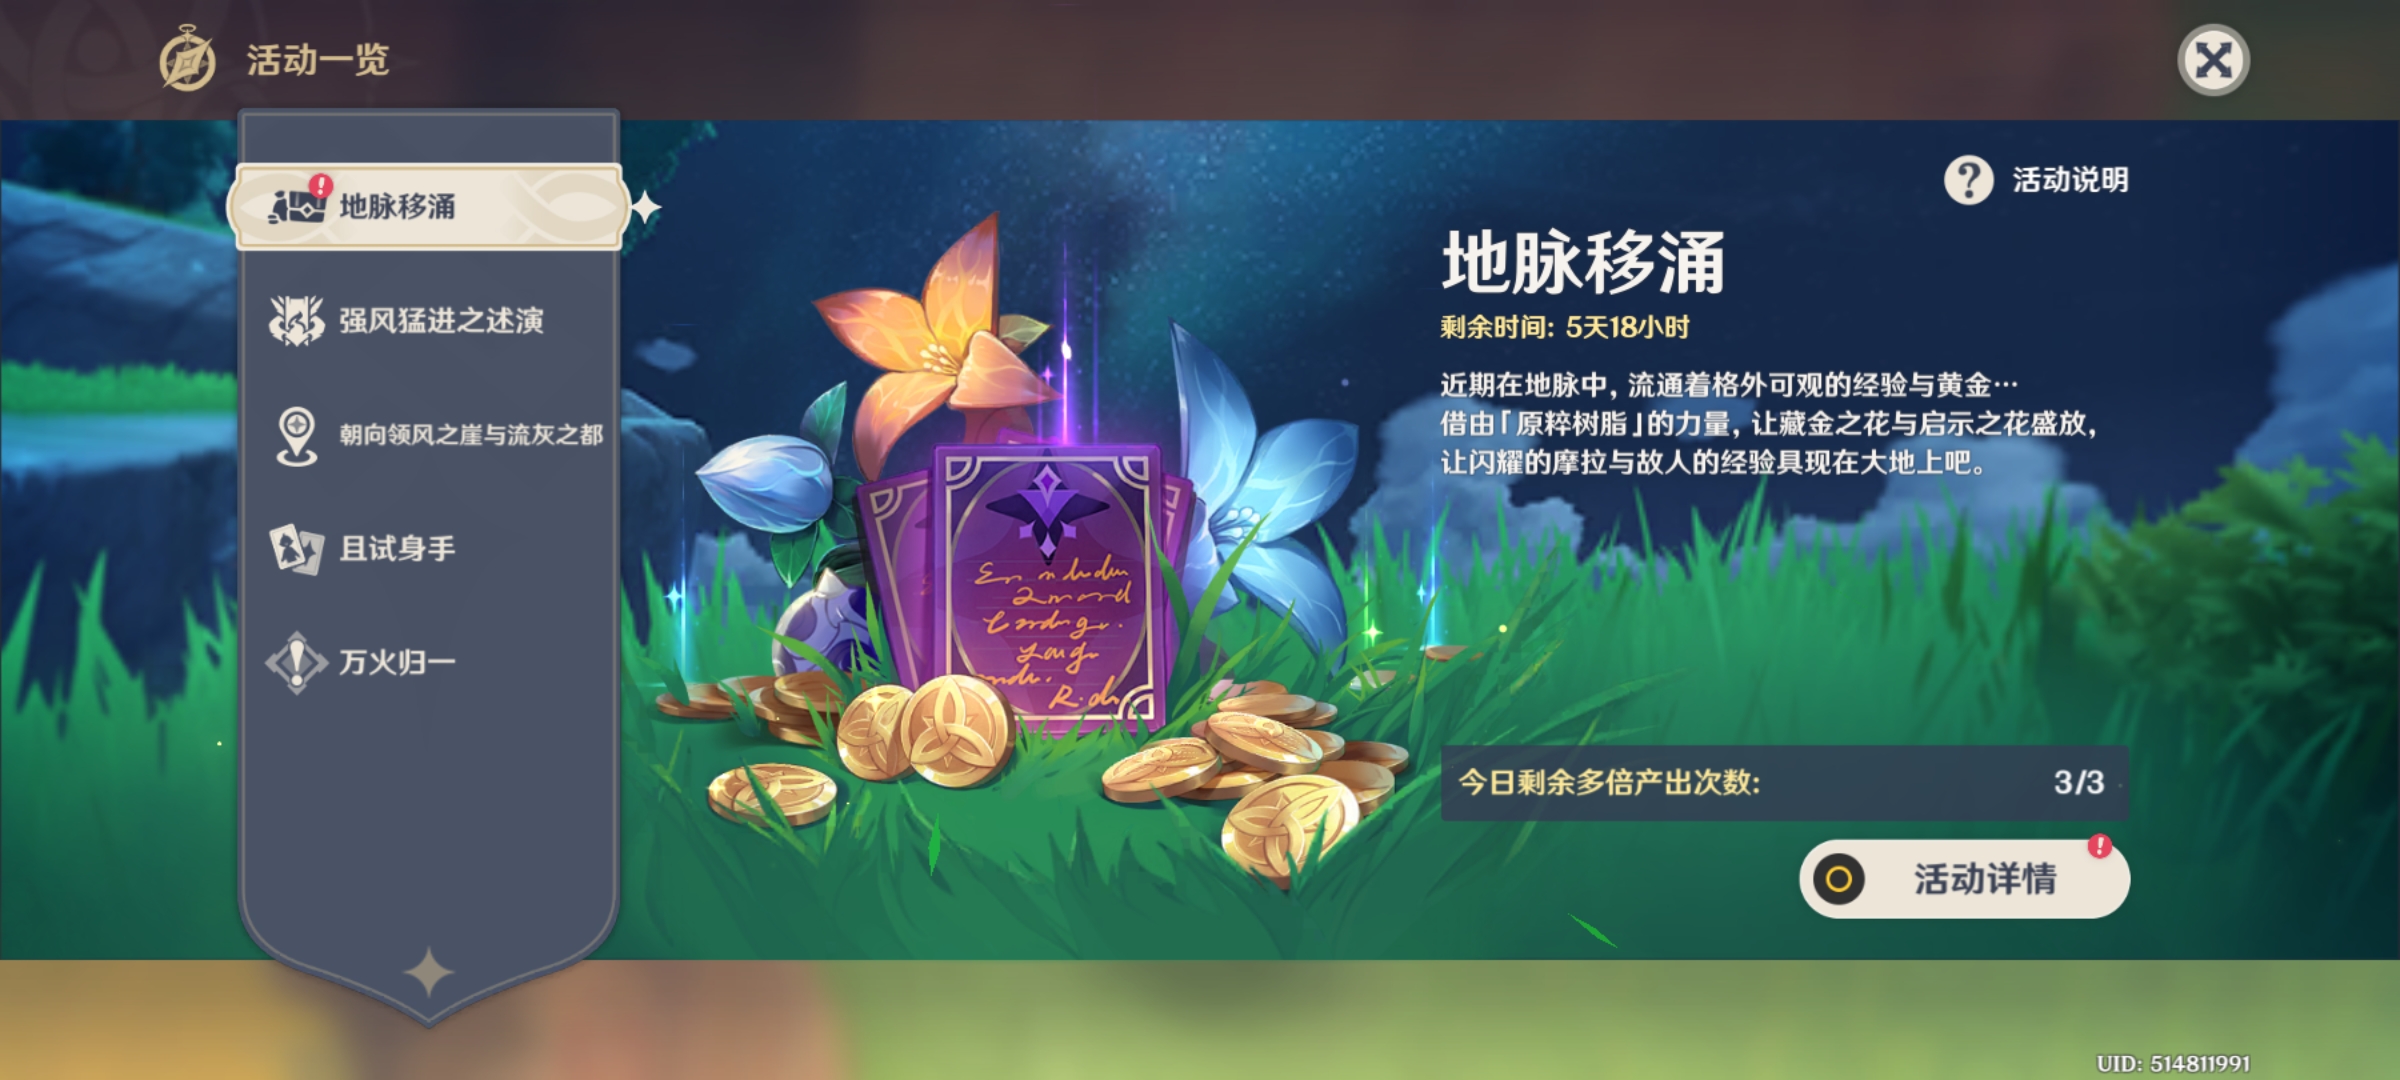 活动一览
地脉移涌
强风猛进之述演
朝向领风之崖与流灰之都
且试身手
万火归一
活动说明
地脉移涌
剩余时间: 5天18小时
近期在地脉中, 流通着格外可观的经验与黄金…
借由「原粹树脂」的力量, 让藏金之花与启示之花盛放,
让闪耀的摩拉与故人的经验具现在大地上吧。
今日剩余多倍产出次数: 3/3
活动详情
UID: 514811991